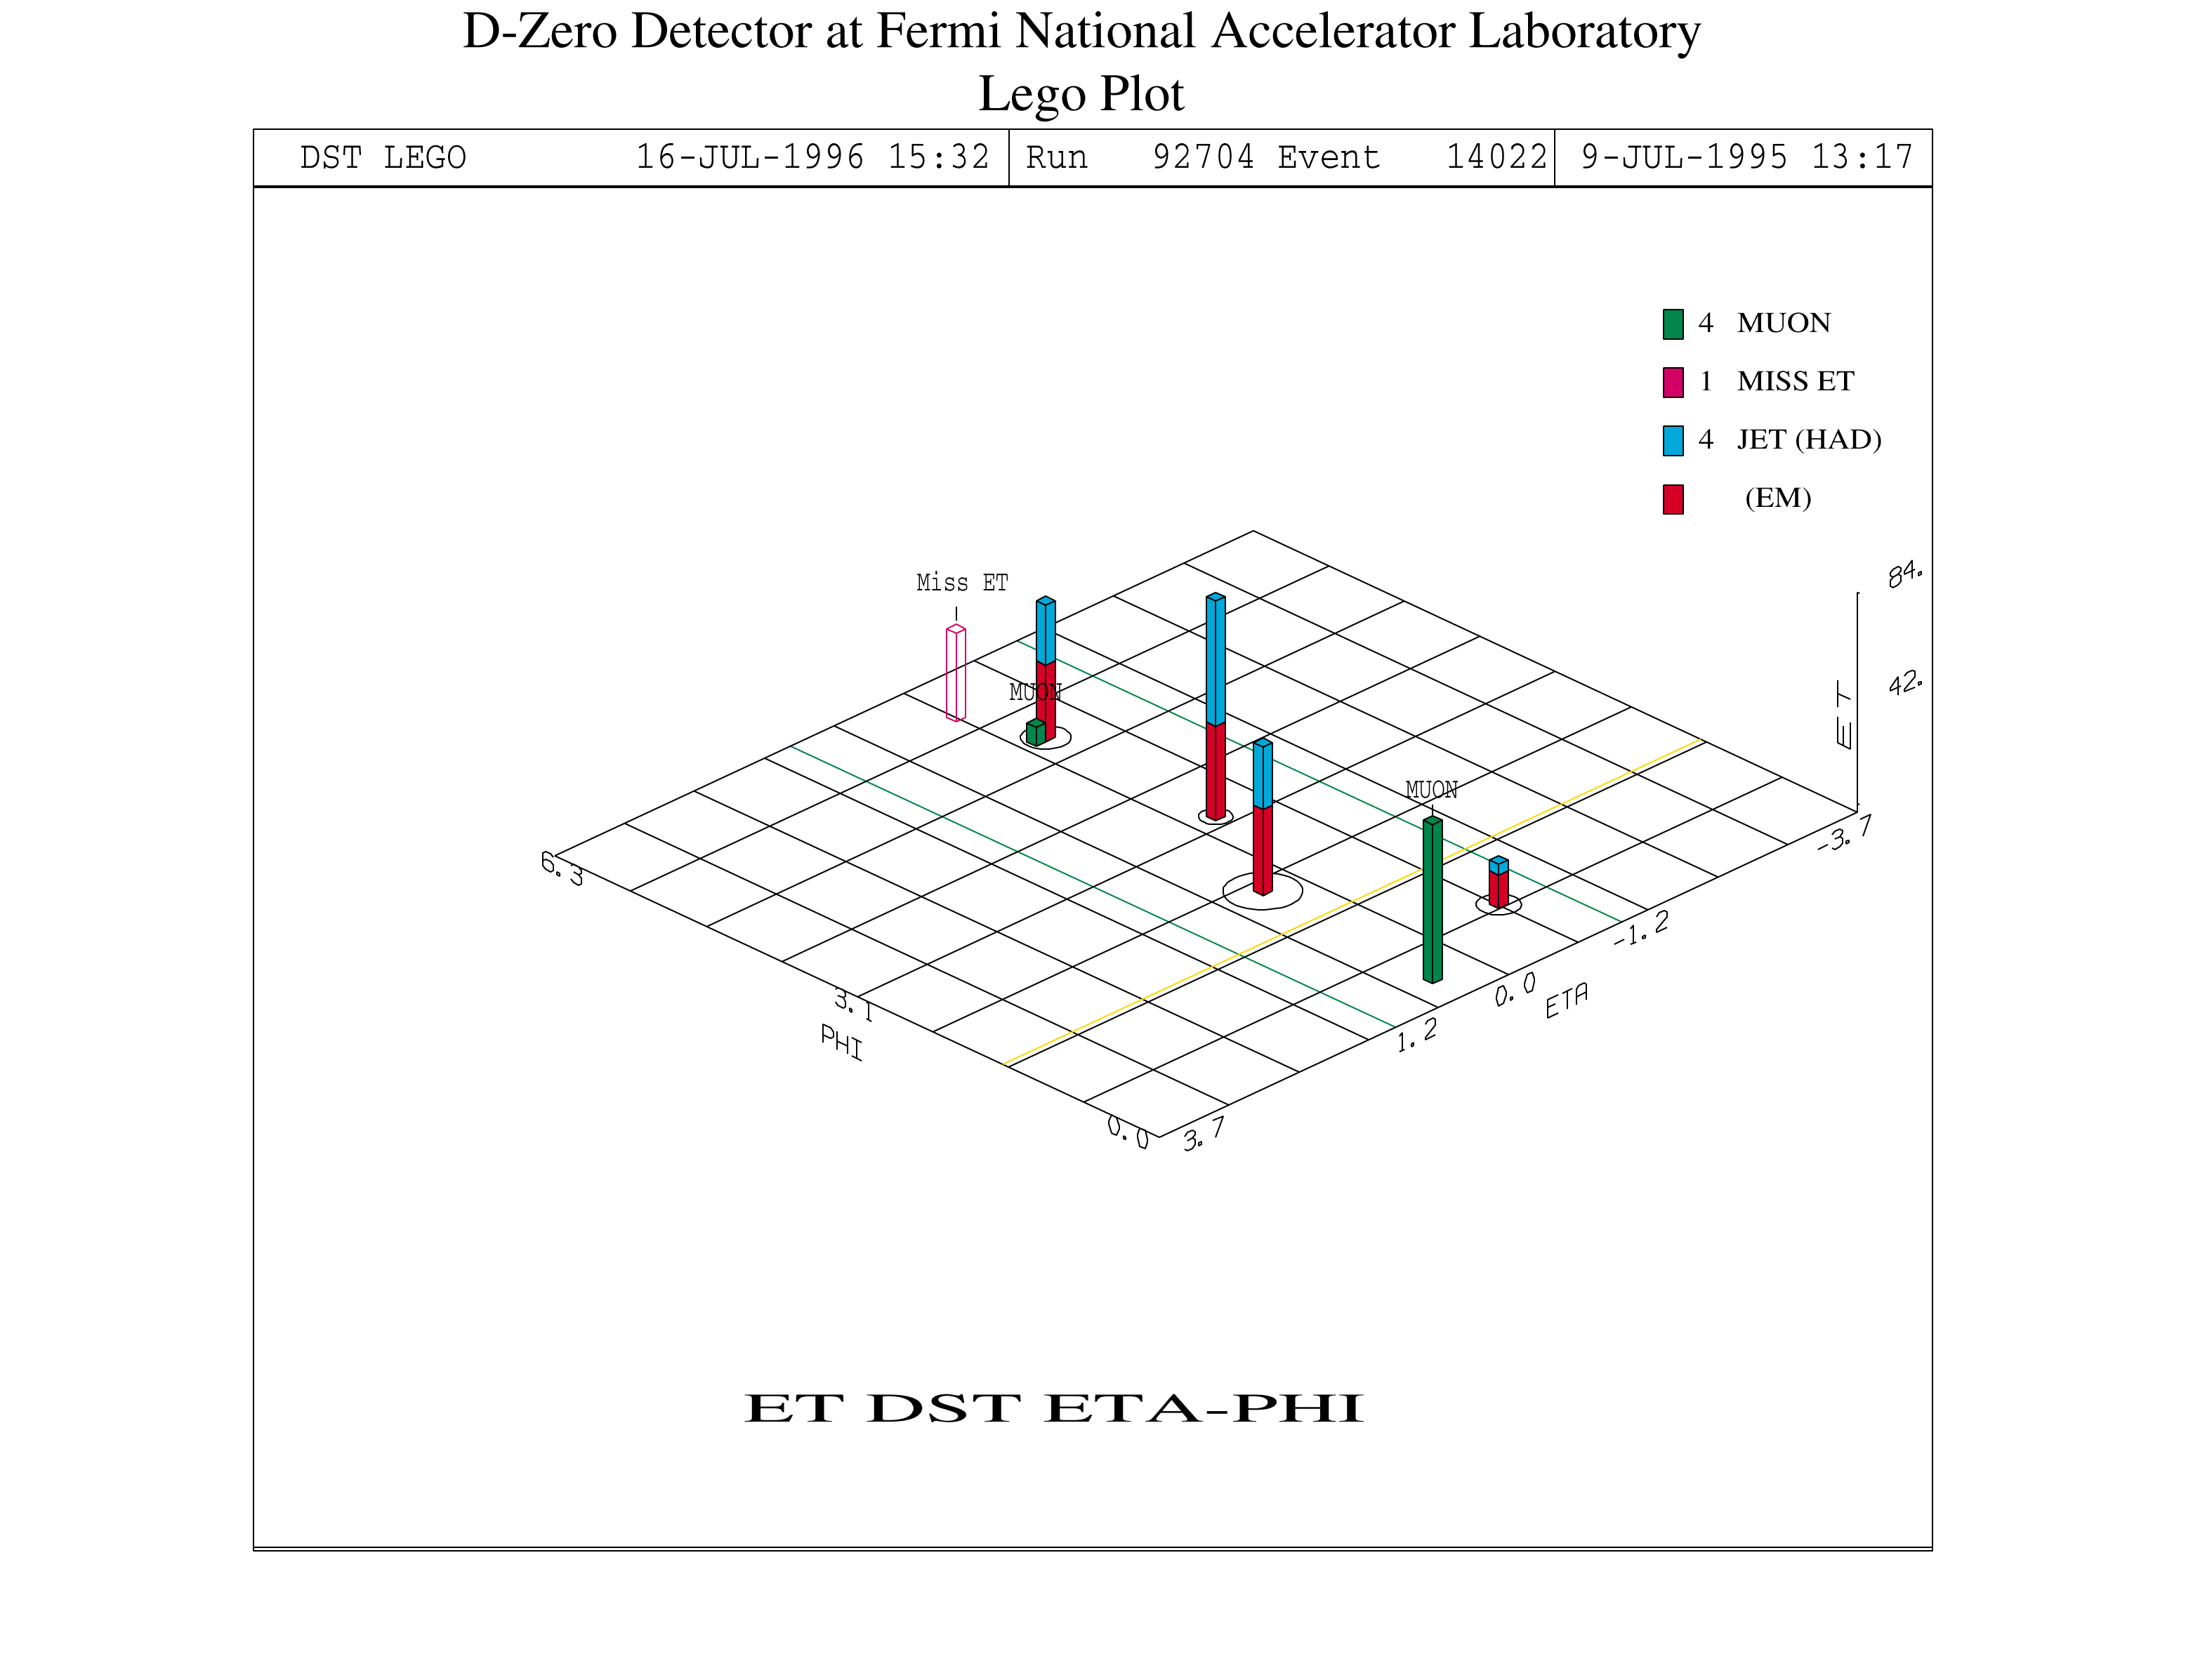 D-Zero Detector at Fermi National Accelerator Laboratory
Lego Plot
DST LEGO 16-JUL-1996 15:32 Run 92704 Event 14022 9-JUL-1995 13:17
4 MUON
1 MISS ET
4 JET (HAD)
(EM)
84.
Miss ET
42.
ET
MUON
MUON
-3.7
6.3
-1.2
0.0
ETA
3.1
1.2
PHI
0.0
3.7
ET DST ETA-PHI